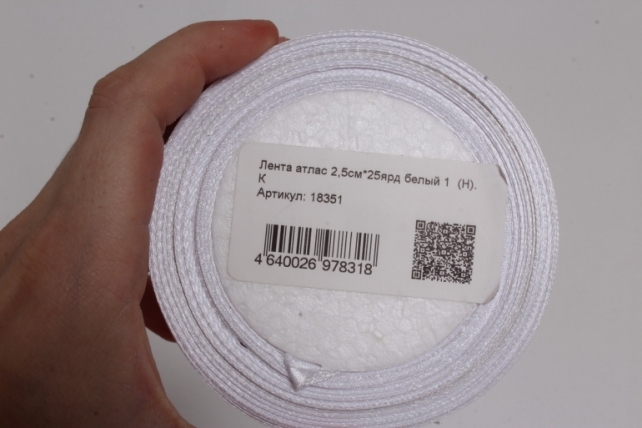 Лента атлас 2,5см*25ярд белый 1 (Н).
К
Артикул: 18351
4 640026 978318